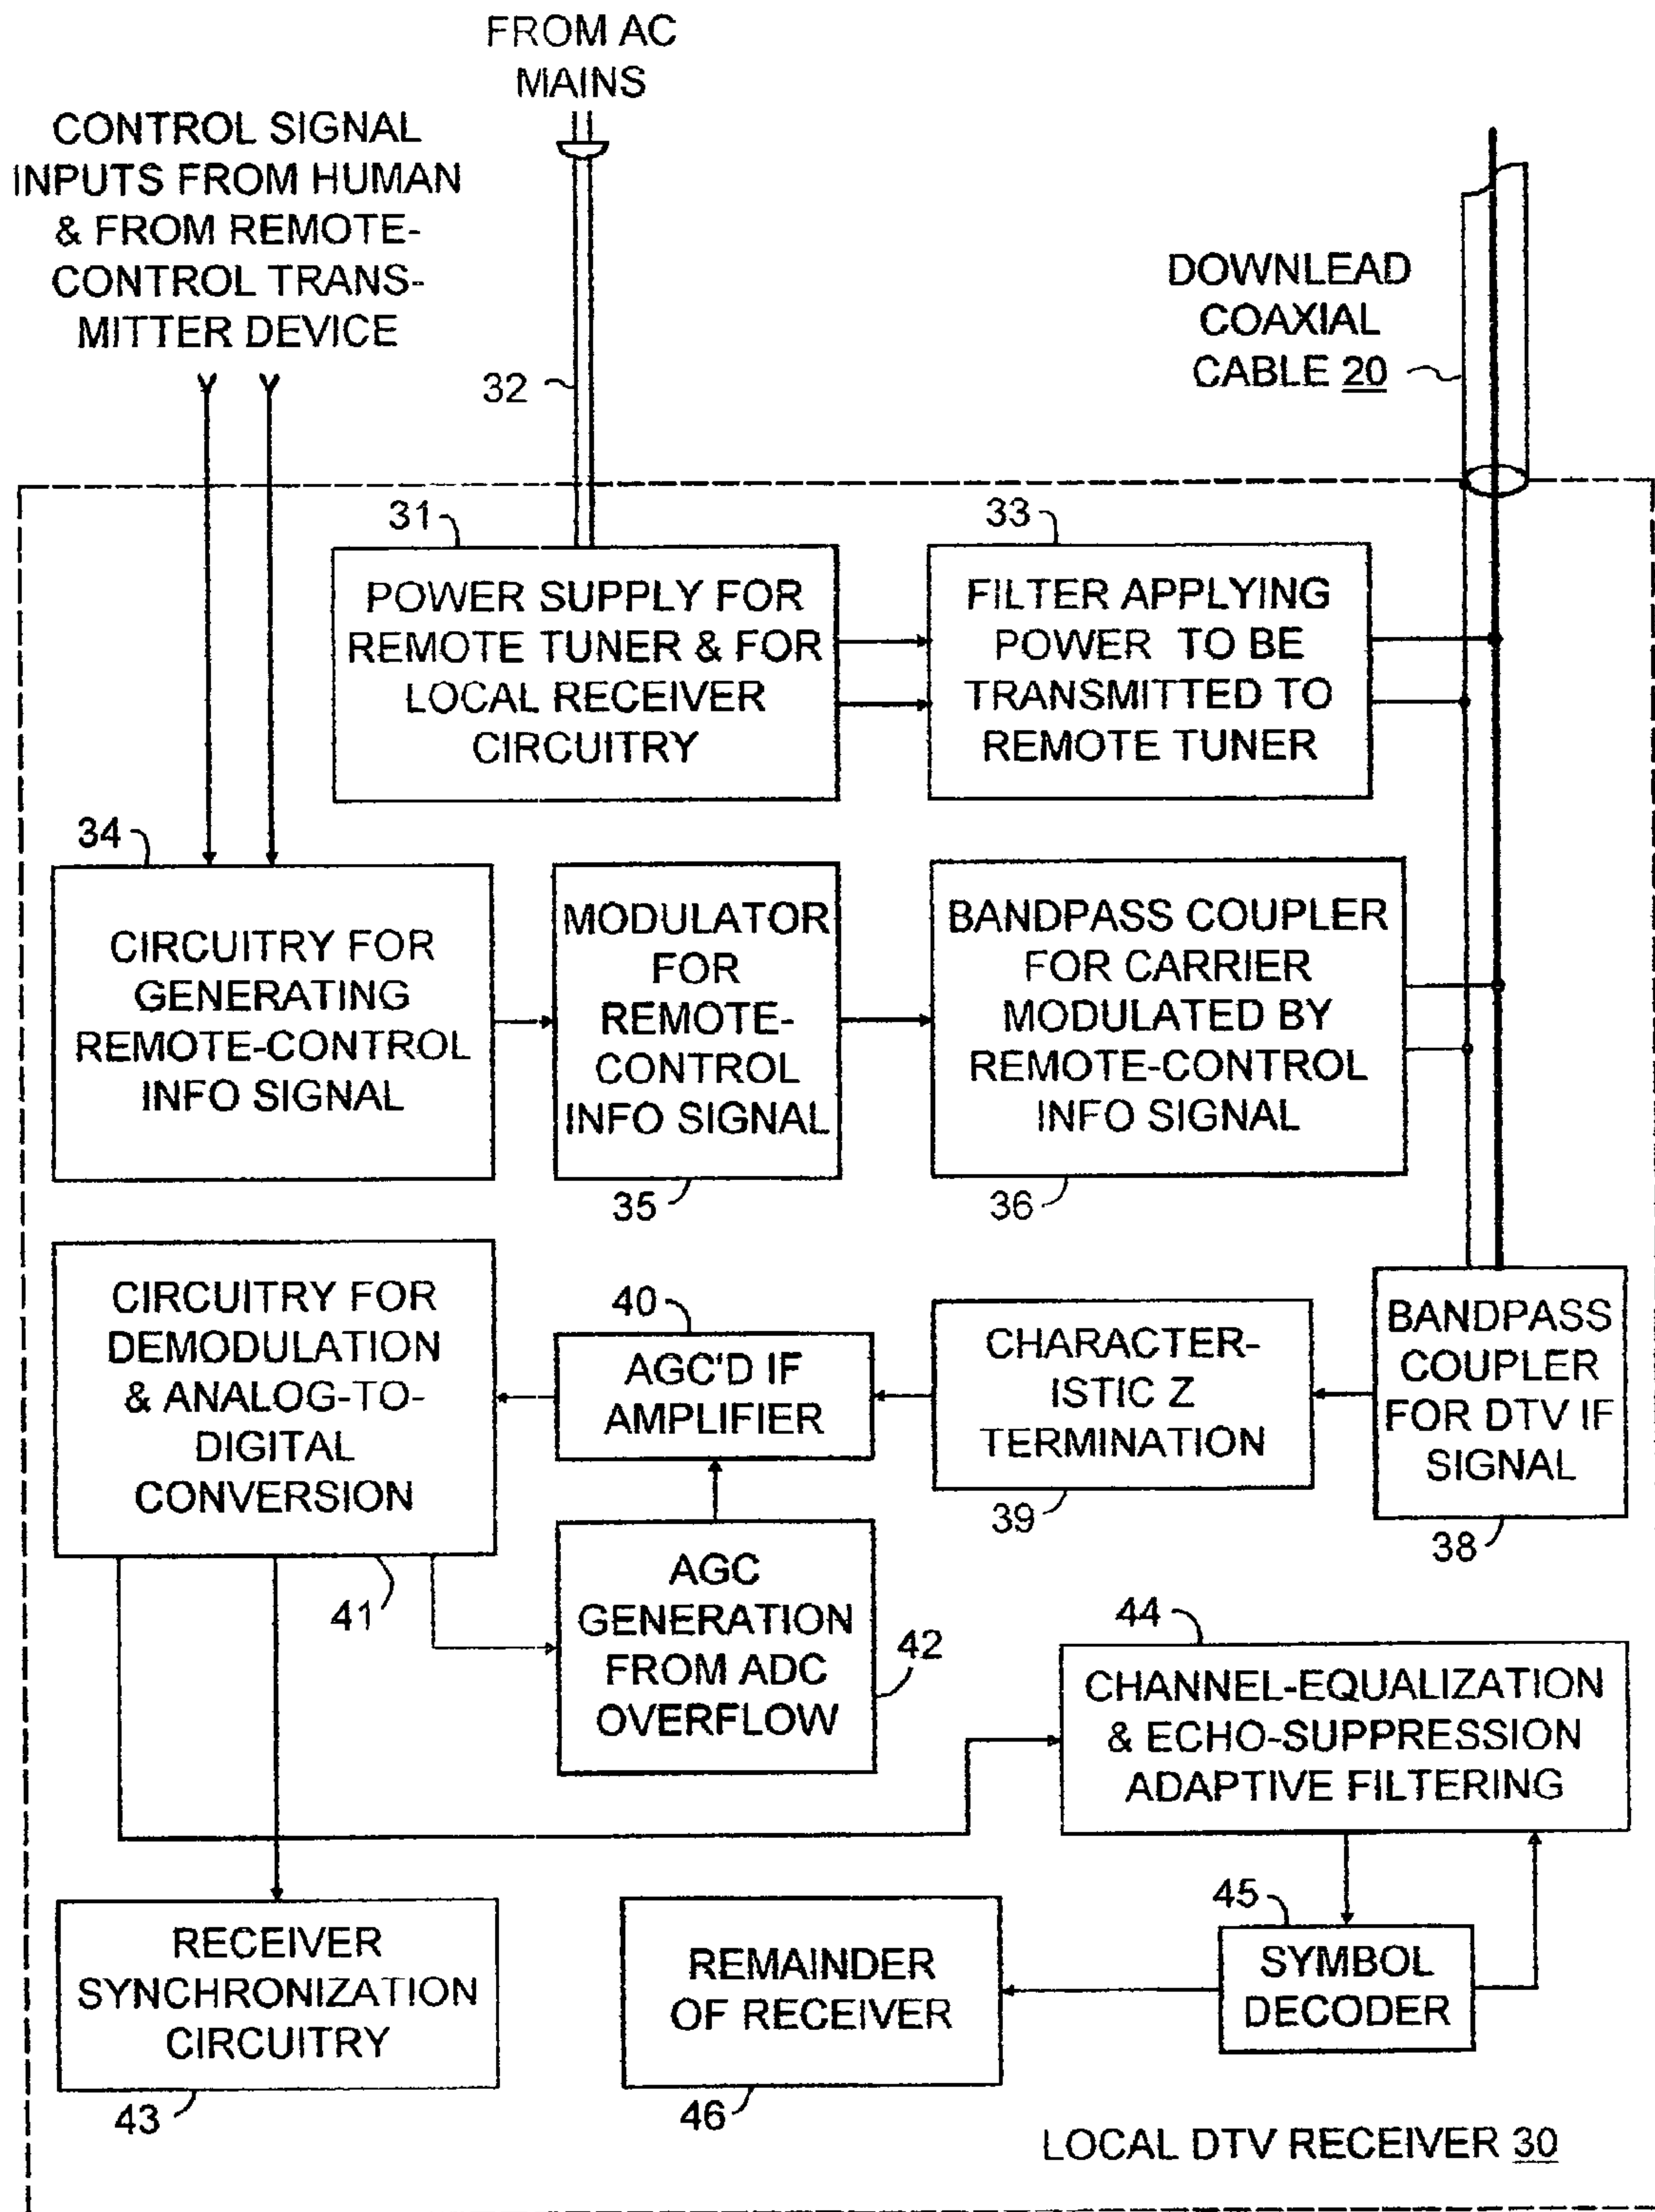 FROM AC
MAINS
CONTROL SIGNAL
INPUTS FROM HUMAN
& FROM REMOTE-
CONTROL TRANS-
MITTER DEVICE
32
DOWNLEAD
COAXIAL
CABLE 20
31
POWER SUPPLY FOR
REMOTE TUNER & FOR
LOCAL RECEIVER
CIRCUITRY
33
FILTER APPLYING
POWER TO BE
TRANSMITTED TO
REMOTE TUNER
34
CIRCUITRY FOR
GENERATING
REMOTE-CONTROL
INFO SIGNAL
MODULATOR
FOR
REMOTE-
CONTROL
INFO SIGNAL
35
BANDPASS COUPLER
FOR CARRIER
MODULATED BY
REMOTE-CONTROL
INFO SIGNAL
36
CIRCUITRY FOR
DEMODULATION
& ANALOG-TO-
DIGITAL
CONVERSION
41
40
AGC'D IF
AMPLIFIER
CHARACTER-
ISTIC Z
TERMINATION
39
BANDPASS
COUPLER
FOR DTV IF
SIGNAL
38
AGC
GENERATION
FROM ADC
OVERFLOW
42
44
CHANNEL-EQUALIZATION
& ECHO-SUPPRESSION
ADAPTIVE FILTERING
RECEIVER
SYNCHRONIZATION
CIRCUITRY
43
REMAINDER
OF RECEIVER
46
45
SYMBOL
DECODER
LOCAL DTV RECEIVER 30